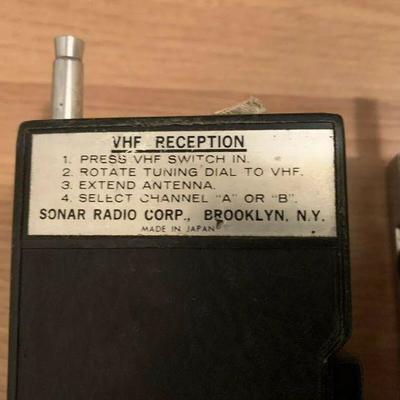 VHF RECEPTION
1. PRESS VHF SWITCH IN.
2. ROTATE TUNING DIAL TO VHF.
3. EXTEND ANTENNA.
4. SELECT CHANNEL "A" OR "B".
SONAR RADIO CORP., BROOKLYN, N.Y.
MADE IN JAPAN